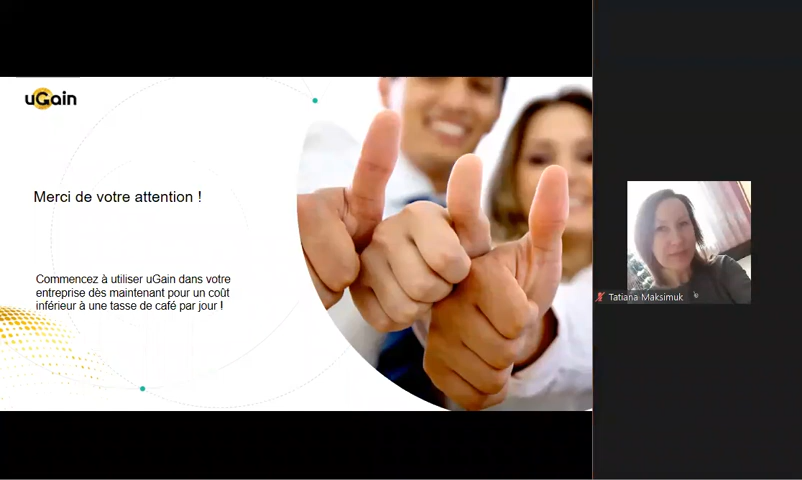 uGain
Merci de votre attention !
Commencez à utiliser uGain dans votre
entreprise dès maintenant pour un coût
inférieur à une tasse de café par jour !
Tatiana Maksimuk